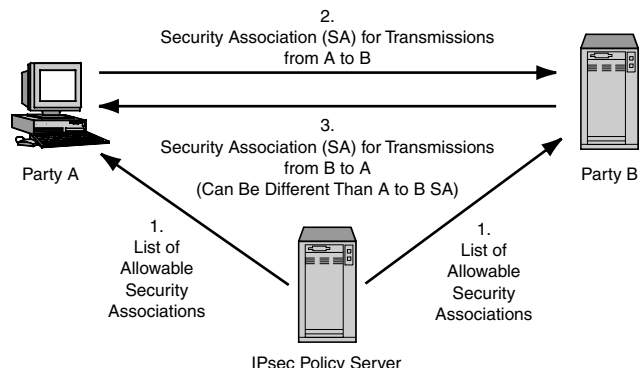 2.
Security Association (SA) for Transmissions
from A to B
3.
Security Association (SA) for Transmissions
from B to A
(Can Be Different Than A to B SA)
Party A
Party B
1.
List of
Allowable
Security
Associations
1.
List of
Allowable
Security
Associations
IPsec Policy Server